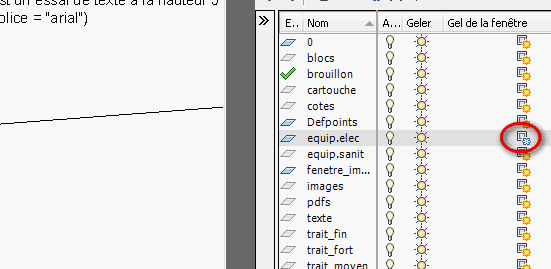 st un essai de texte à la hauteur 5
olice = "arial")
E.. Nom A... Geler Gel de la fenêtre
0
blocs
brouillon
cartouche
cotes
Defpoints
equip.elec
equip.sanit
fenetre_im...
images
pdfs
texte
trait_fin
trait_fort
trait_moyen